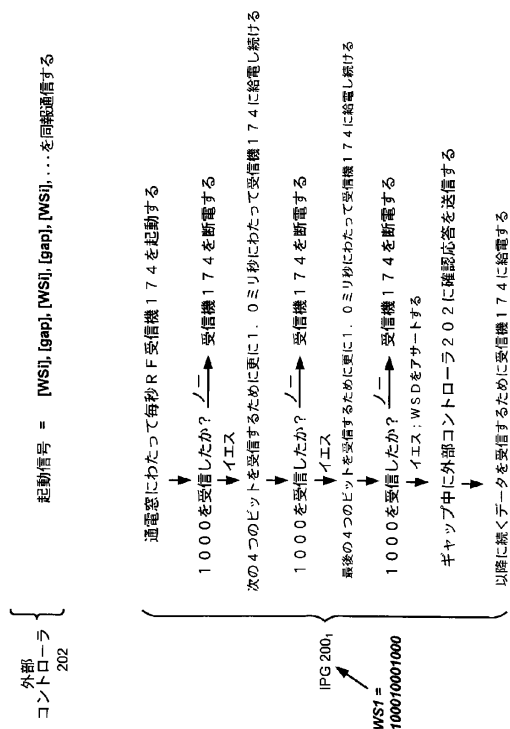 外部
コントローラ
202
起動信号 = [WSi], [gap], [WSi], [gap], [WSi],・・・を同報通信する
IPG 200₁
WS1 =
100010001000
通電窓にわたって毎秒RF受信機174を起動する
1000を受信したか? ノー 受信機174を断電する
イエス
次の4つのビットを受信するために更に1.0ミリ秒にわたって受信機174に給電し続ける
1000を受信したか? ノー 受信機174を断電する
イエス
最後の4つのビットを受信するために更に1.0ミリ秒にわたって受信機174に給電し続ける
1000を受信したか? ノー 受信機174を断電する
イエス:WSDをアサートする
ギャップ中に外部コントローラ202に確認応答を送信する
以降に続くデータを受信するために受信機174に給電する